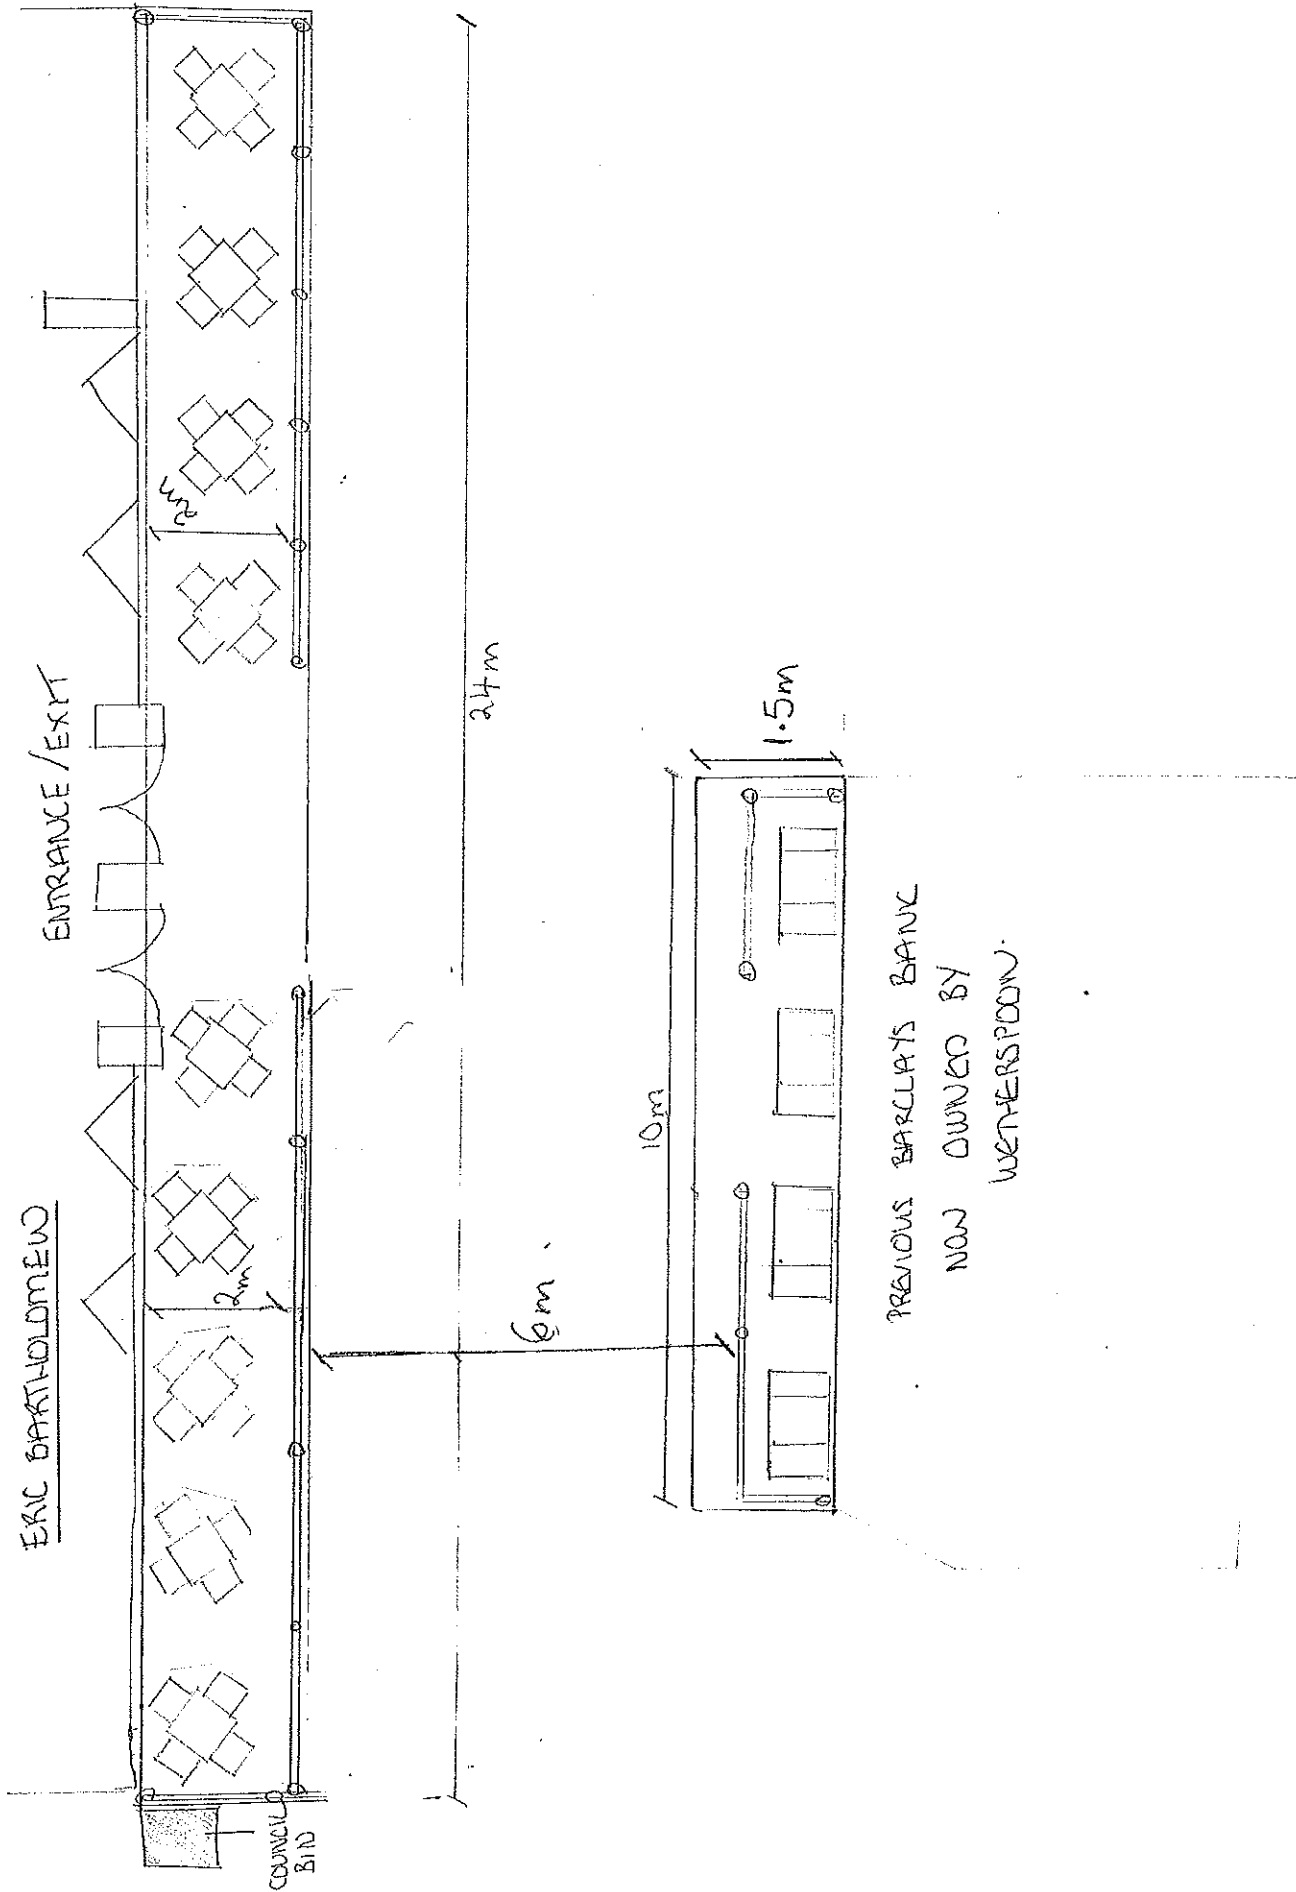 ERIC BARTHOLOMEW
ENTRANCE/EXIT
2m
2m
COUNCIL
BIN
24m
6m.
10m
1.5m
PREVIOUS BARCLAYS BANK
NOW OWNED BY
WETHERSPOON.